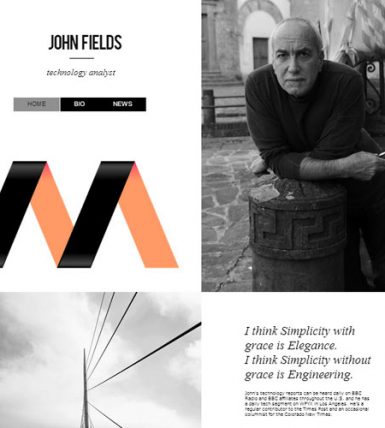 JOHN FIELDS
technology analyst
HOME BIO NEWS
I think Simplicity with
grace is Elegance.
I think Simplicity without
grace is Engineering.
John's technology reports can be heard daily on BBC
Radio and BBC affiliates throughout the U.S. and he has
a daily tech segment on WPYX in Los Angeles. He's a
regular contributor to the Times Post and an occasional
columnist for the Colorado New Times.